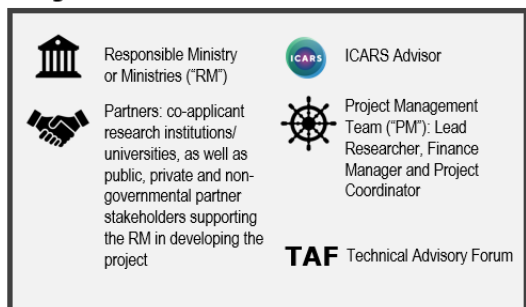 Responsible Ministry
or Ministries ("RM")
Partners: co-applicant
research institutions/
universities, as well as
public, private and non-
governmental partner
stakeholders supporting
the RM in developing the
project
ICARS
ICARS Advisor
Project Management
Team ("PM"): Lead
Researcher, Finance
Manager and Project
Coordinator
TAF Technical Advisory Forum